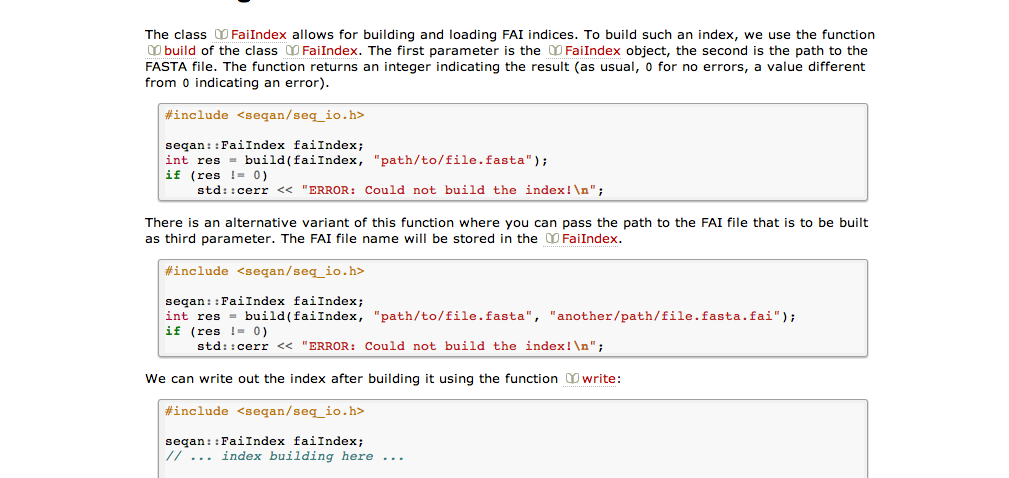 The class FaiIndex allows for building and loading FAI indices. To build such an index, we use the function
build of the class FaiIndex. The first parameter is the FaiIndex object, the second is the path to the
FASTA file. The function returns an integer indicating the result (as usual, 0 for no errors, a value different
from 0 indicating an error).
#include <seqan/seq_io.h>
seqan::FaiIndex faiIndex;
int res = build(faiIndex, "path/to/file.fasta");
if (res != 0)
    std::cerr << "ERROR: Could not build the index!\n";
There is an alternative variant of this function where you can pass the path to the FAI file that is to be built
as third parameter. The FAI file name will be stored in the FaiIndex.
#include <seqan/seq_io.h>
seqan::FaiIndex faiIndex;
int res = build(faiIndex, "path/to/file.fasta", "another/path/file.fasta.fai");
if (res != 0)
    std::cerr << "ERROR: Could not build the index!\n";
We can write out the index after building it using the function write:
#include <seqan/seq_io.h>
seqan::FaiIndex faiIndex;
// ... index building here ...